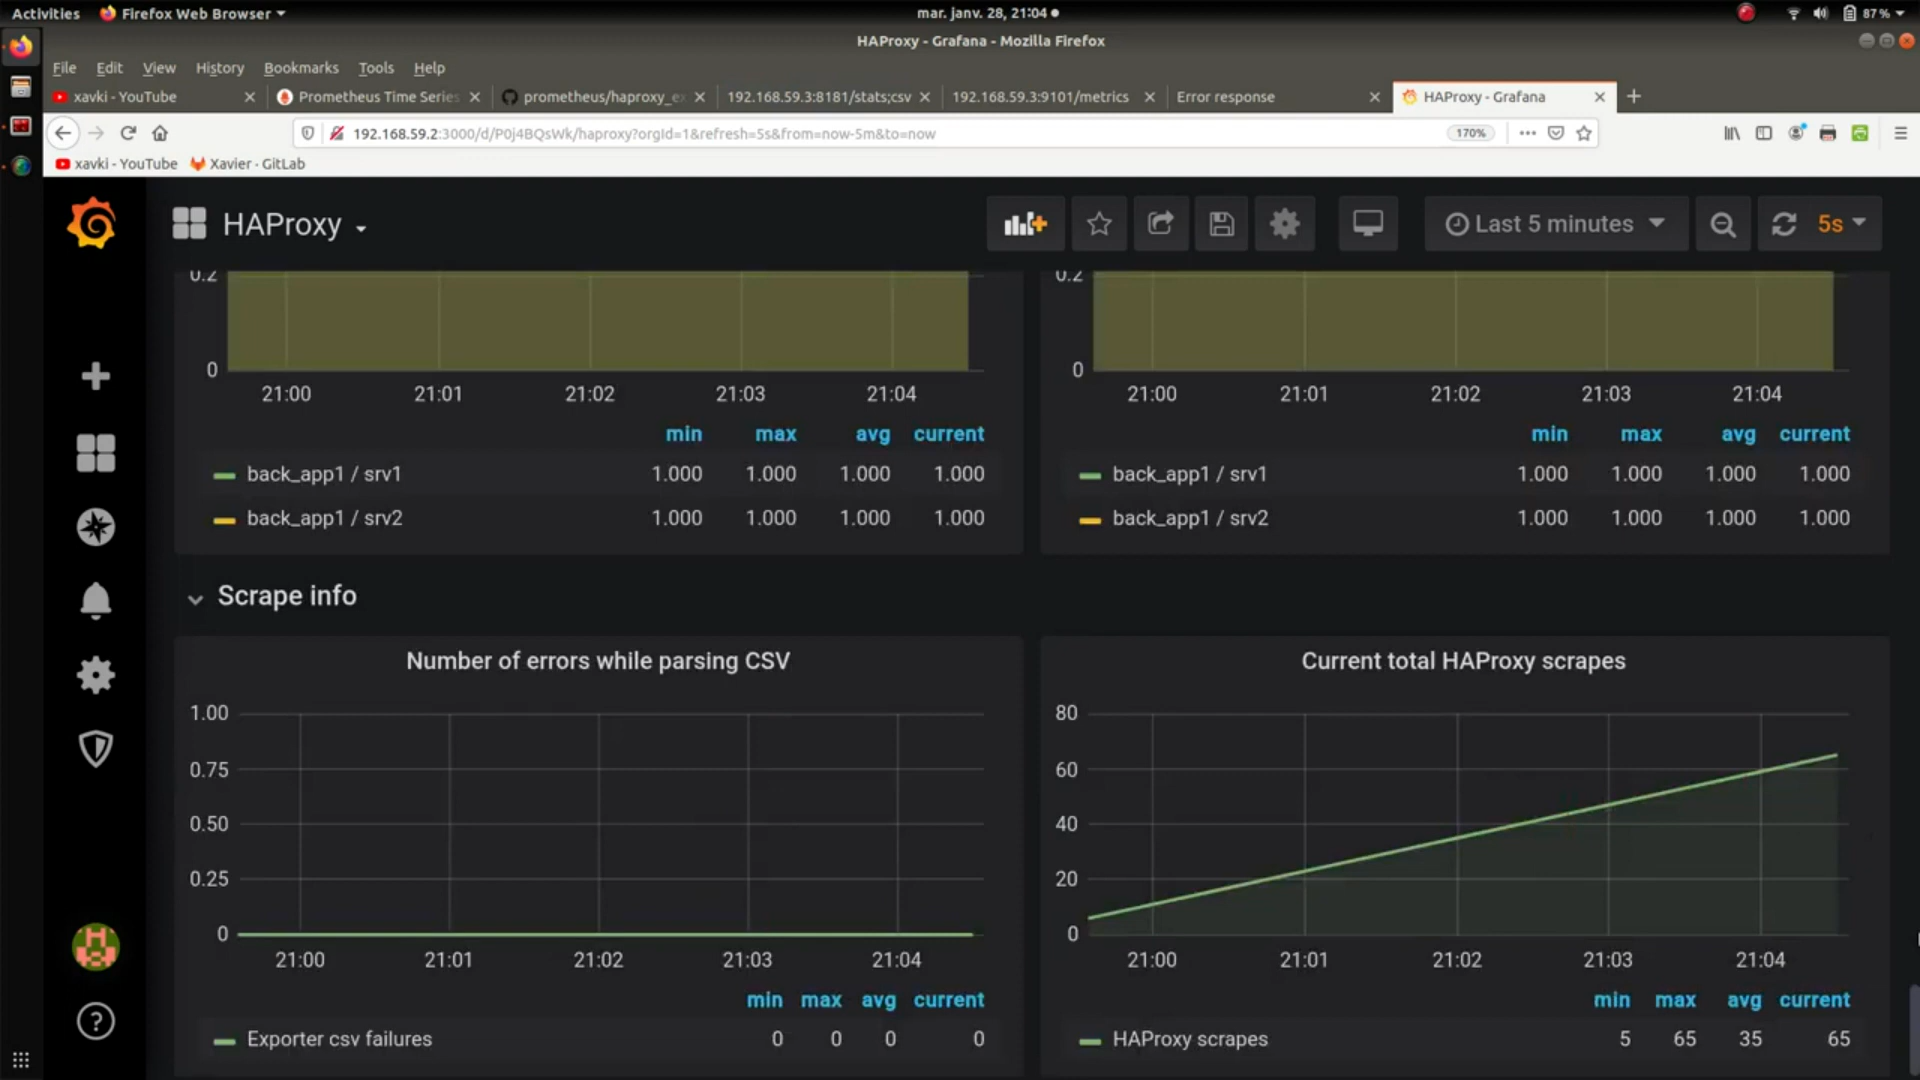 Activities Firefox Web Browser mar. janv. 28, 21:04 87 %
HAProxy - Grafana - Mozilla Firefox
File Edit View History Bookmarks Tools Help
xavki - YouTube Prometheus Time Series prometheus/haproxy_e 192.168.59.3:8181/stats;csv 192.168.59.3:9101/metrics Error response HAProxy - Grafana
192.168.59.2:3000/d/P0j4BQsWk/haproxy?orgId=1&refresh=5s&from=now-5m&to=now 170%
xavki - YouTube Xavier · GitLab
HAProxy Last 5 minutes 5s
0.2 0.2
0 0
21:00 21:01 21:02 21:03 21:04 21:00 21:01 21:02 21:03 21:04
min max avg current min max avg current
back_app1 / srv1 1.000 1.000 1.000 1.000 back_app1 / srv1 1.000 1.000 1.000 1.000
back_app1 / srv2 1.000 1.000 1.000 1.000 back_app1 / srv2 1.000 1.000 1.000 1.000
Scrape info
Number of errors while parsing CSV Current total HAProxy scrapes
1.00 80
0.75 60
0.50 40
0.25 20
0 0
21:00 21:01 21:02 21:03 21:04 21:00 21:01 21:02 21:03 21:04
min max avg current min max avg current
Exporter csv failures 0 0 0 0 HAProxy scrapes 5 65 35 65